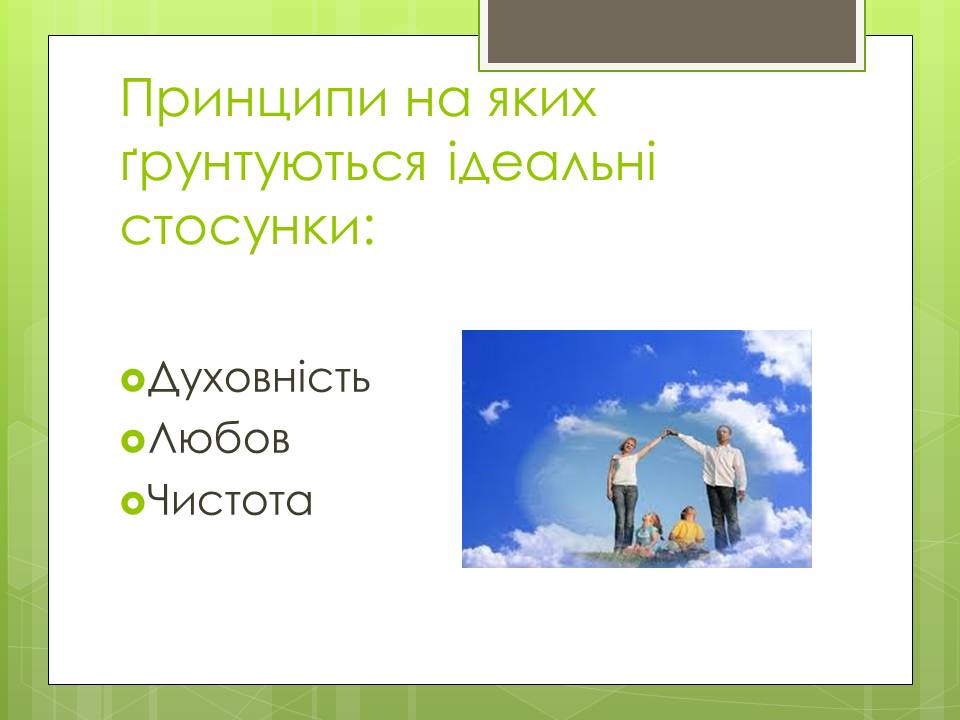 Принципи на яких
ґрунтуються ідеальні
стосунки:
Духовність
Любов
Чистота